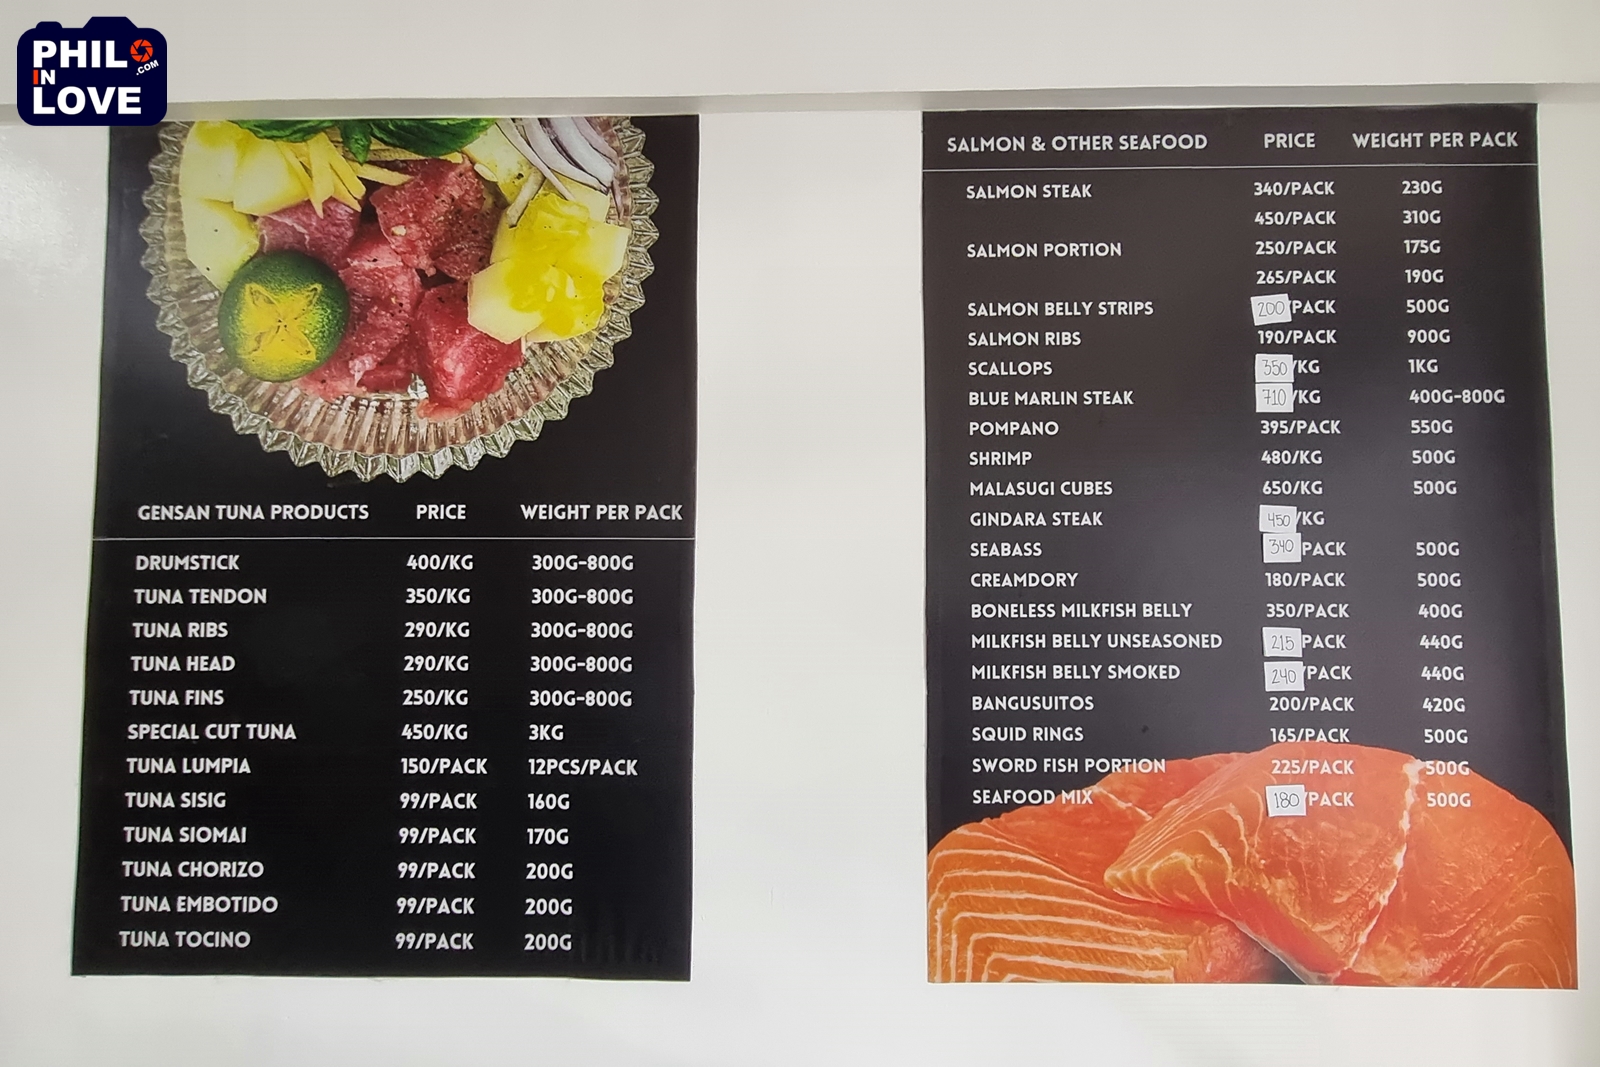 PHIL
IN
.COM
LOVE
GENSAN TUNA PRODUCTS PRICE WEIGHT PER PACK
DRUMSTICK 400/KG 300G-800G
TUNA TENDON 350/KG 300G-800G
TUNA RIBS 290/KG 300G-800G
TUNA HEAD 290/KG 300G-800G
TUNA FINS 250/KG 300G-800G
SPECIAL CUT TUNA 450/KG 3KG
TUNA LUMPIA 150/PACK 12PCS/PACK
TUNA SISIG 99/PACK 160G
TUNA SIOMAI 99/PACK 170G
TUNA CHORIZO 99/PACK 200G
TUNA EMBOTIDO 99/PACK 200G
TUNA TOCINO 99/PACK 200G
SALMON & OTHER SEAFOOD PRICE WEIGHT PER PACK
SALMON STEAK 340/PACK 230G
450/PACK 310G
SALMON PORTION 250/PACK 175G
265/PACK 190G
SALMON BELLY STRIPS 200/PACK 500G
SALMON RIBS 190/PACK 900G
SCALLOPS 350/KG 1KG
BLUE MARLIN STEAK 710/KG 400G-800G
POMPANO 395/PACK 550G
SHRIMP 480/KG 500G
MALASUGI CUBES 650/KG 500G
GINDARA STEAK 450/KG
SEABASS 340 PACK 500G
CREAMDORY 180/PACK 500G
BONELESS MILKFISH BELLY 350/PACK 400G
MILKFISH BELLY UNSEASONED 215 PACK 440G
MILKFISH BELLY SMOKED 240/PACK 440G
BANGUSUITOS 200/PACK 420G
SQUID RINGS 165/PACK 500G
SWORD FISH PORTION 225/PACK 500G
SEAFOOD MIX 180/PACK 500G